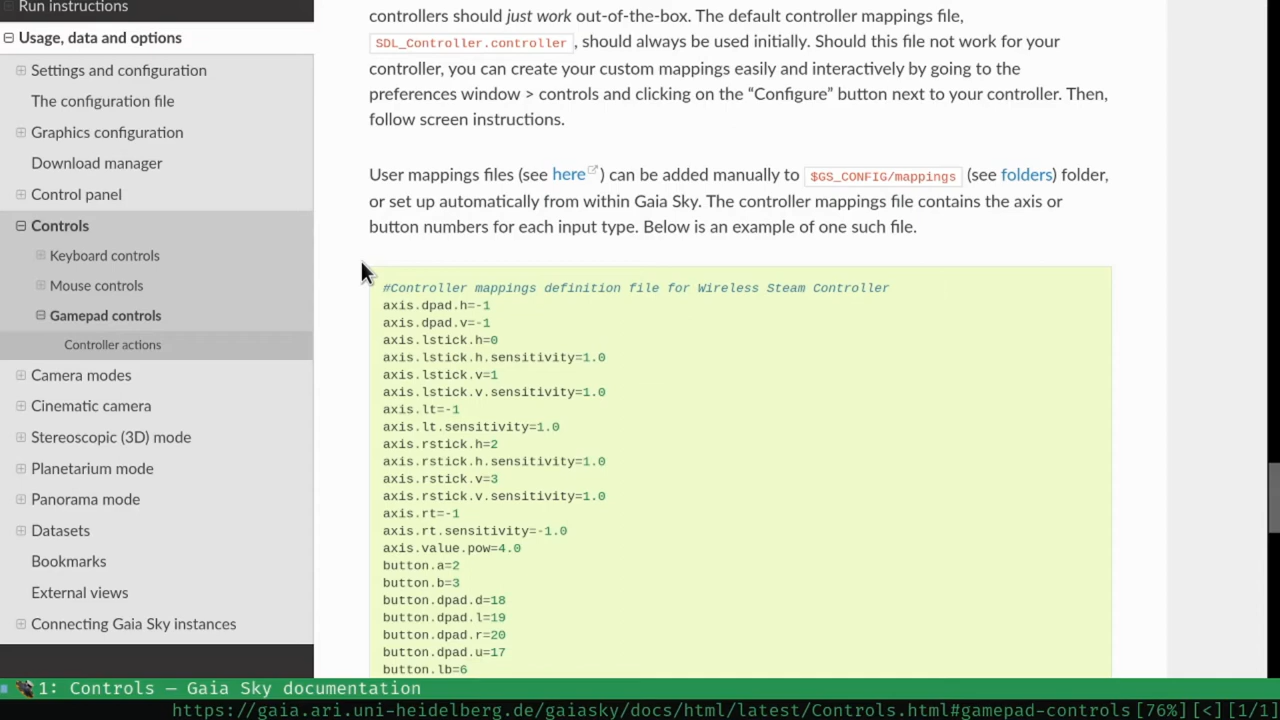 Run instructions
Usage, data and options
Settings and configuration
The configuration file
Graphics configuration
Download manager
Control panel
Controls
Keyboard controls
Mouse controls
Gamepad controls
Controller actions
Camera modes
Cinematic camera
Stereoscopic (3D) mode
Planetarium mode
Panorama mode
Datasets
Bookmarks
External views
Connecting Gaia Sky instances
controllers should just work out-of-the-box. The default controller mappings file,
SDL_Controller.controller , should always be used initially. Should this file not work for your
controller, you can create your custom mappings easily and interactively by going to the
preferences window > controls and clicking on the “Configure” button next to your controller. Then,
follow screen instructions.
User mappings files (see here) can be added manually to $GS_CONFIG/mappings (see folders) folder,
or set up automatically from within Gaia Sky. The controller mappings file contains the axis or
button numbers for each input type. Below is an example of one such file.
#Controller mappings definition file for Wireless Steam Controller
axis.dpad.h=-1
axis.dpad.v=-1
axis.lstick.h=0
axis.lstick.h.sensitivity=1.0
axis.lstick.v=1
axis.lstick.v.sensitivity=1.0
axis.lt=-1
axis.lt.sensitivity=1.0
axis.rstick.h=2
axis.rstick.h.sensitivity=1.0
axis.rstick.v=3
axis.rstick.v.sensitivity=1.0
axis.rt=-1
axis.rt.sensitivity=-1.0
axis.value.pow=4.0
button.a=2
button.b=3
button.dpad.d=18
button.dpad.l=19
button.dpad.r=20
button.dpad.u=17
button.lb=6
1: Controls — Gaia Sky documentation
https://gaia.ari.uni-heidelberg.de/gaiasky/docs/html/latest/Controls.html#gamepad-controls[76%][<][1/1]